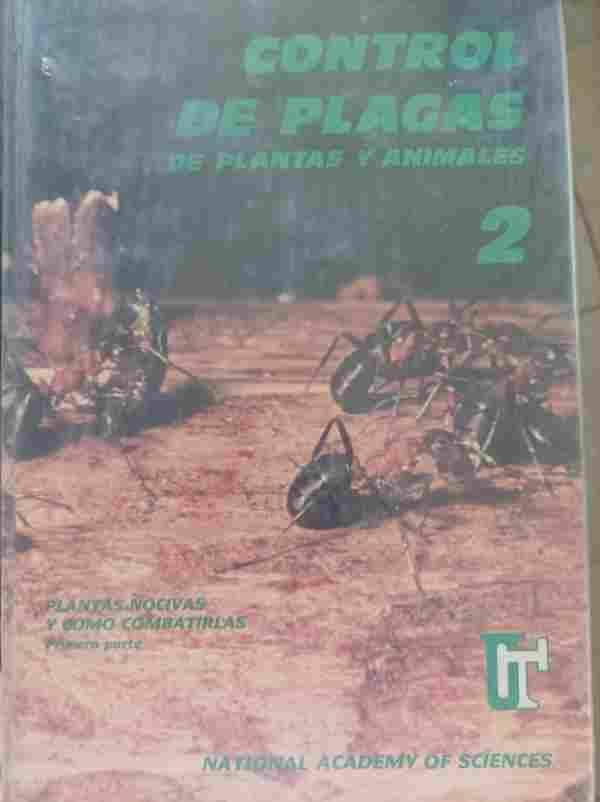 CONTROL
DE PLAGAS
DE PLANTAS Y ANIMALES
2
PLANTAS NOCIVAS
Y COMO COMBATIRLAS
Primera parte
NATIONAL ACADEMY OF SCIENCES